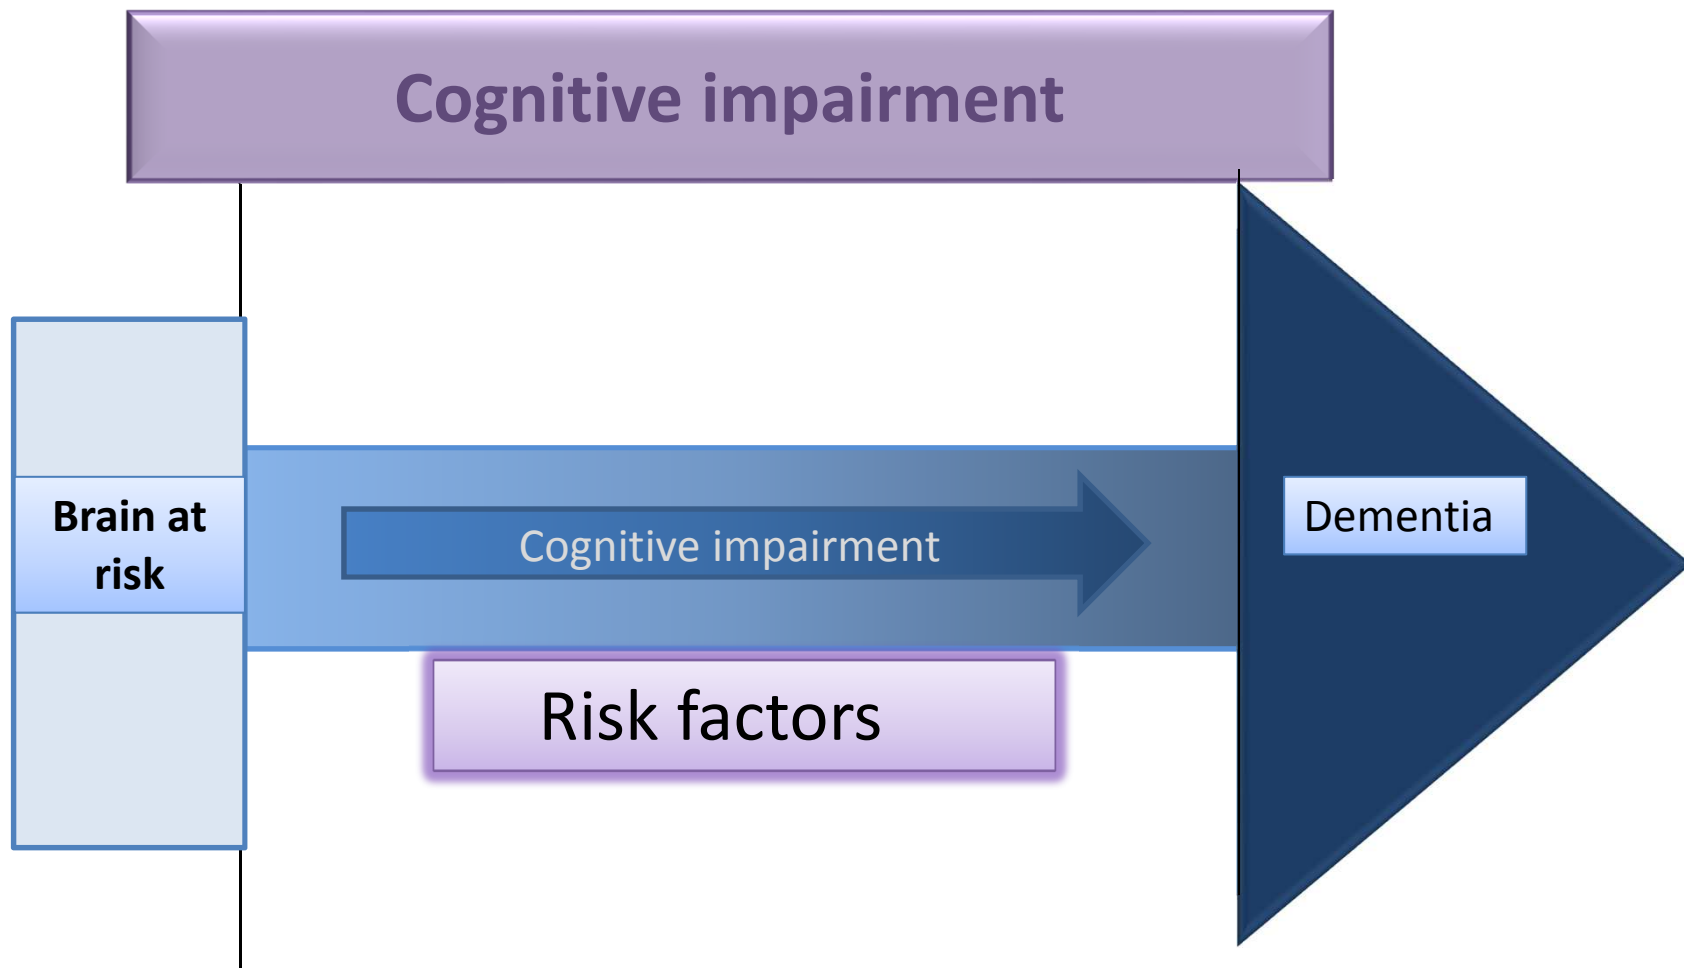 Cognitive impairment
Brain at
risk
Cognitive impairment
Dementia
Risk factors